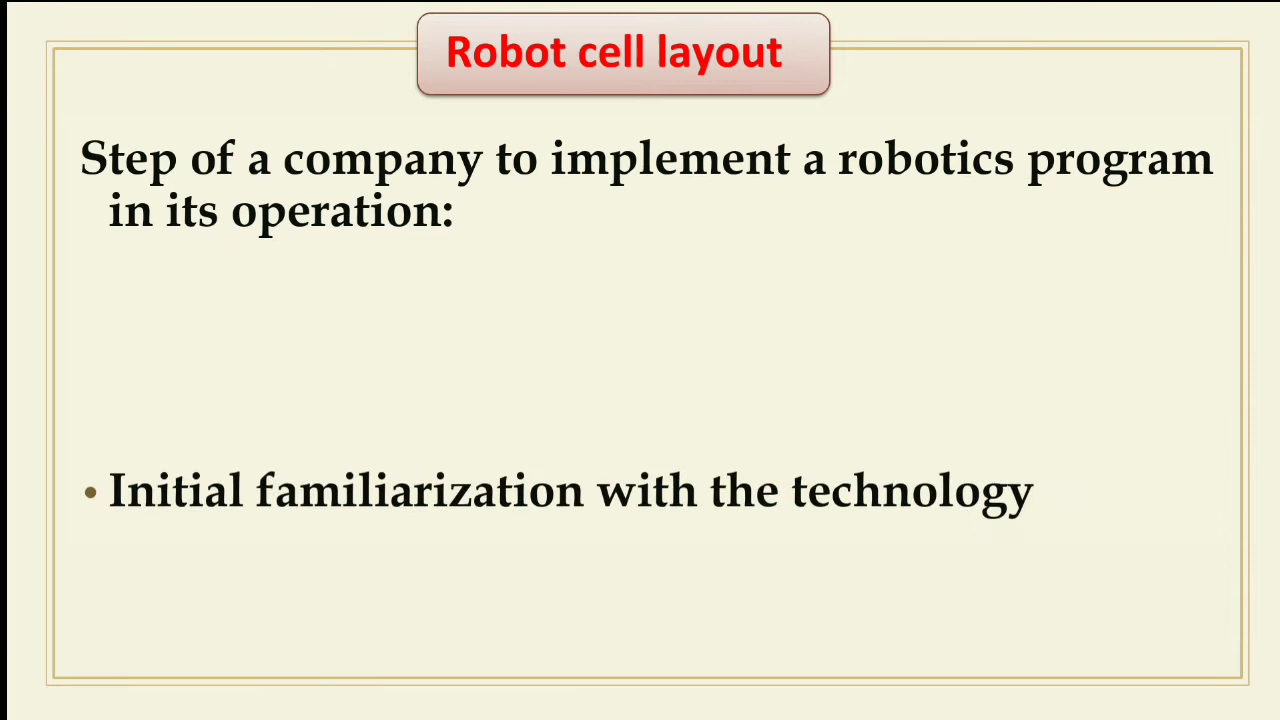 Robot cell layout
Step of a company to implement a robotics program
in its operation:
• Initial familiarization with the technology